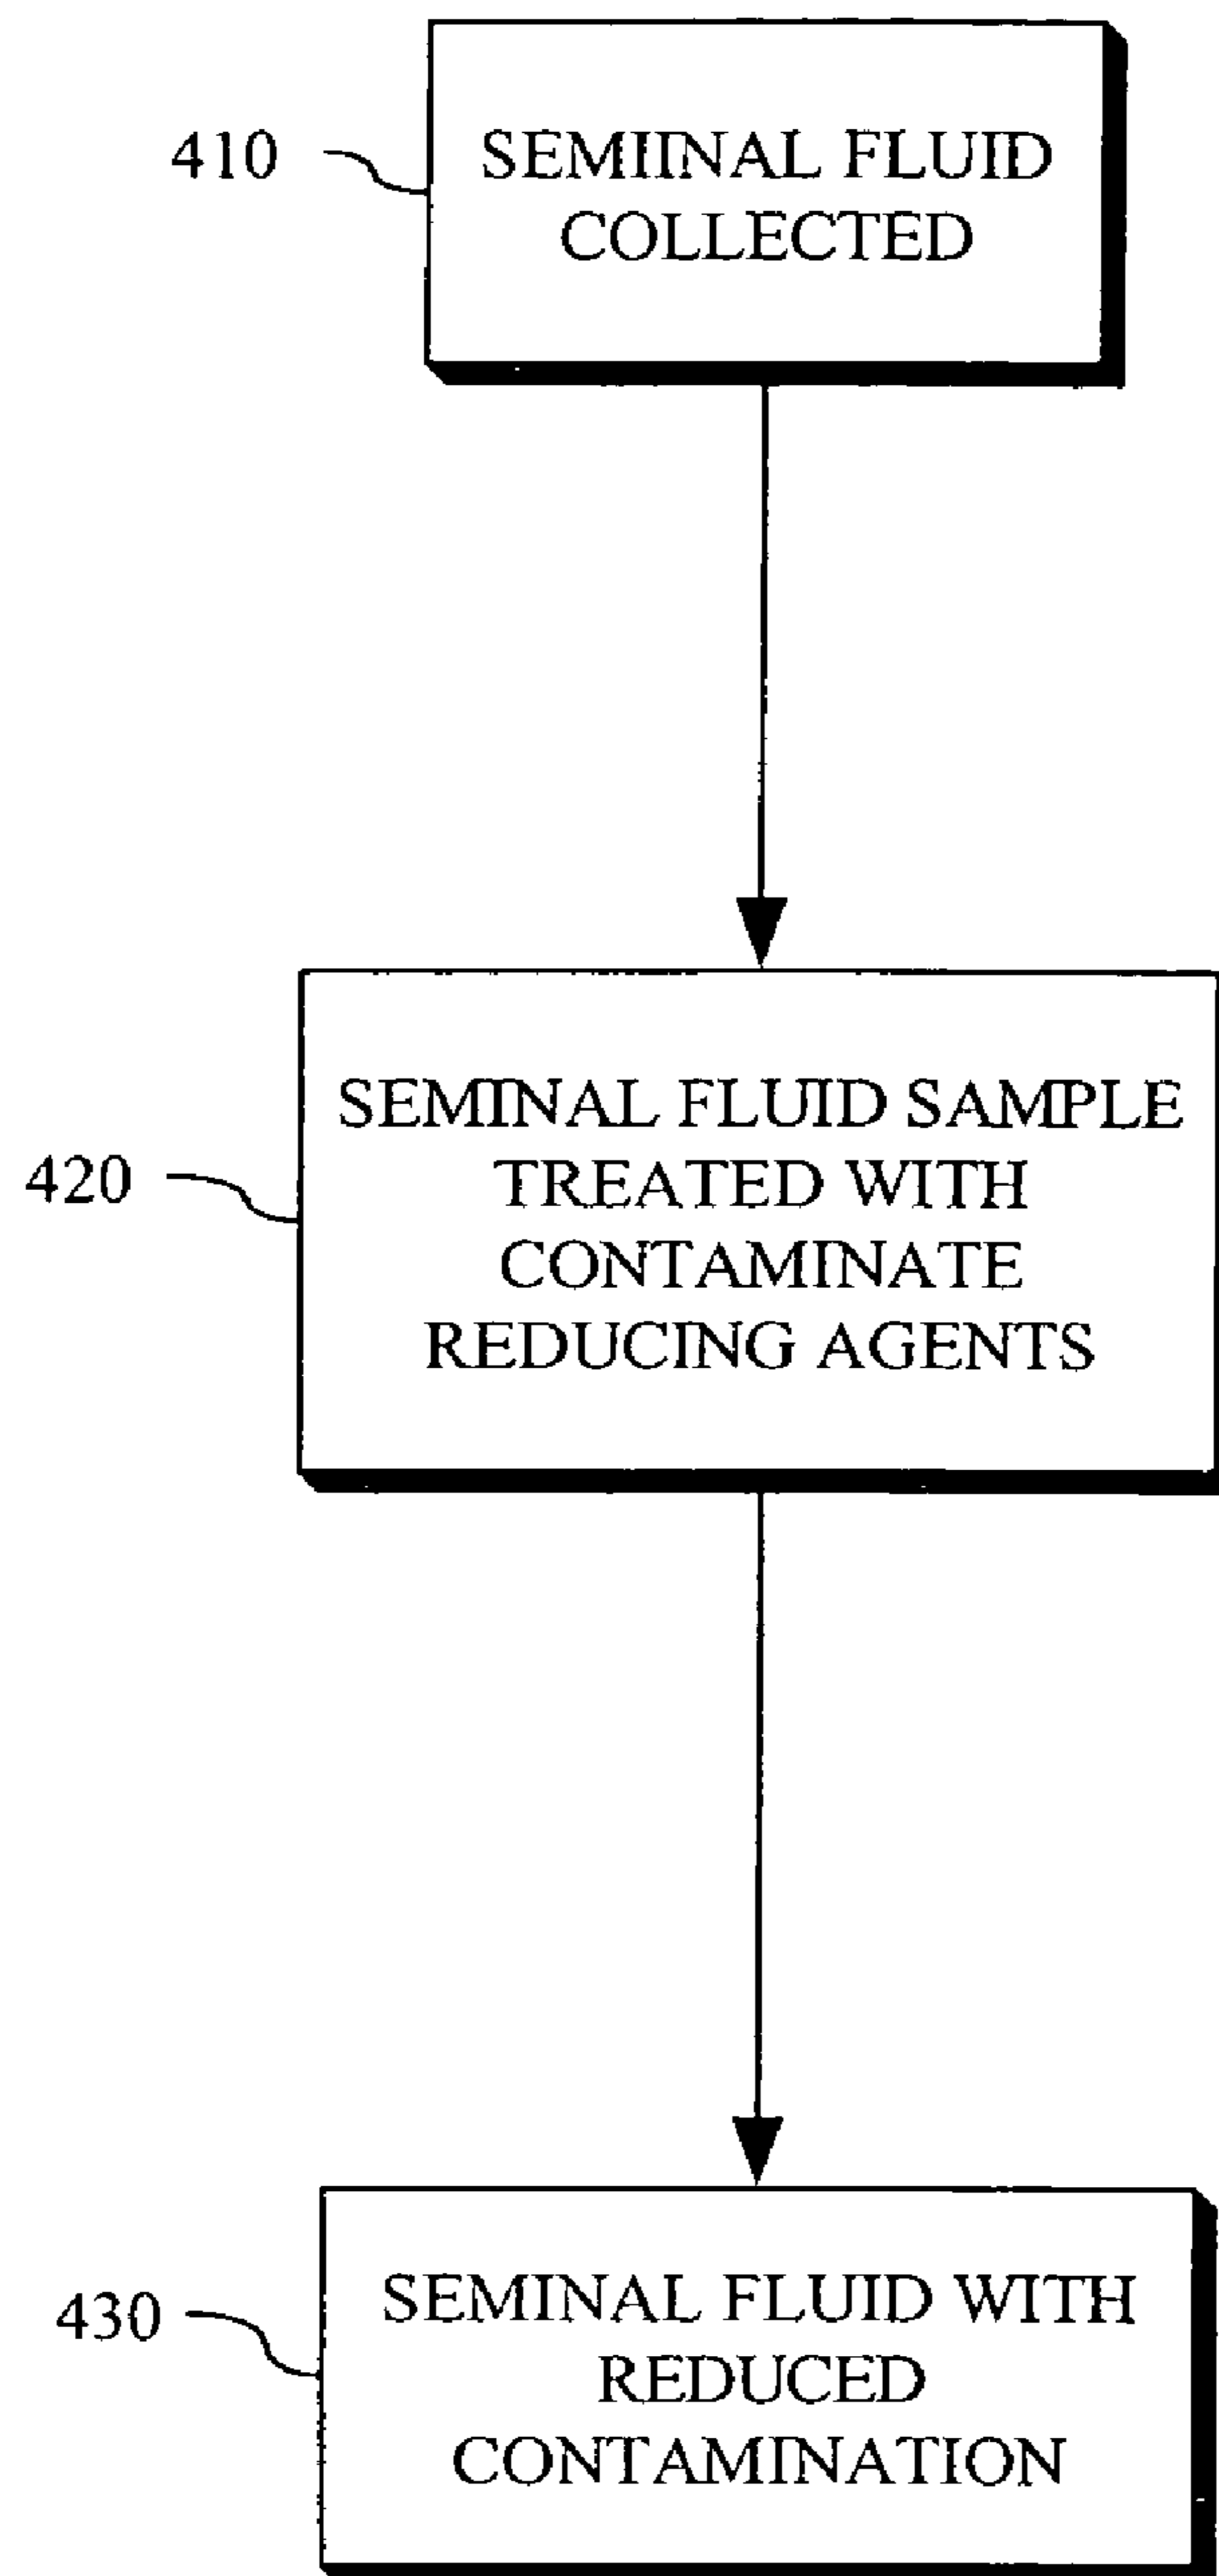 410
SEMIINAL FLUID
COLLECTED
420
SEMINAL FLUID SAMPLE
TREATED WITH
CONTAMINATE
REDUCING AGENTS
430
SEMINAL FLUID WITH
REDUCED
CONTAMINATION